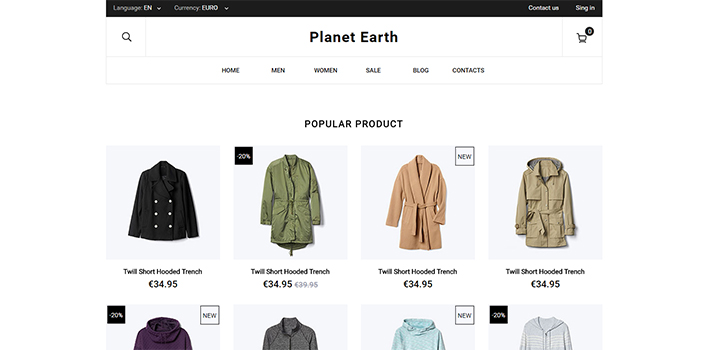 Language: EN Currency: EURO Contact us Sing in
Planet Earth
0
HOME MEN WOMEN SALE BLOG CONTACTS
POPULAR PRODUCT
-20% NEW
Twill Short Hooded Trench Twill Short Hooded Trench Twill Short Hooded Trench Twill Short Hooded Trench
€34.95 €34.95 €39.95 €34.95 €34.95
-20% NEW -20%